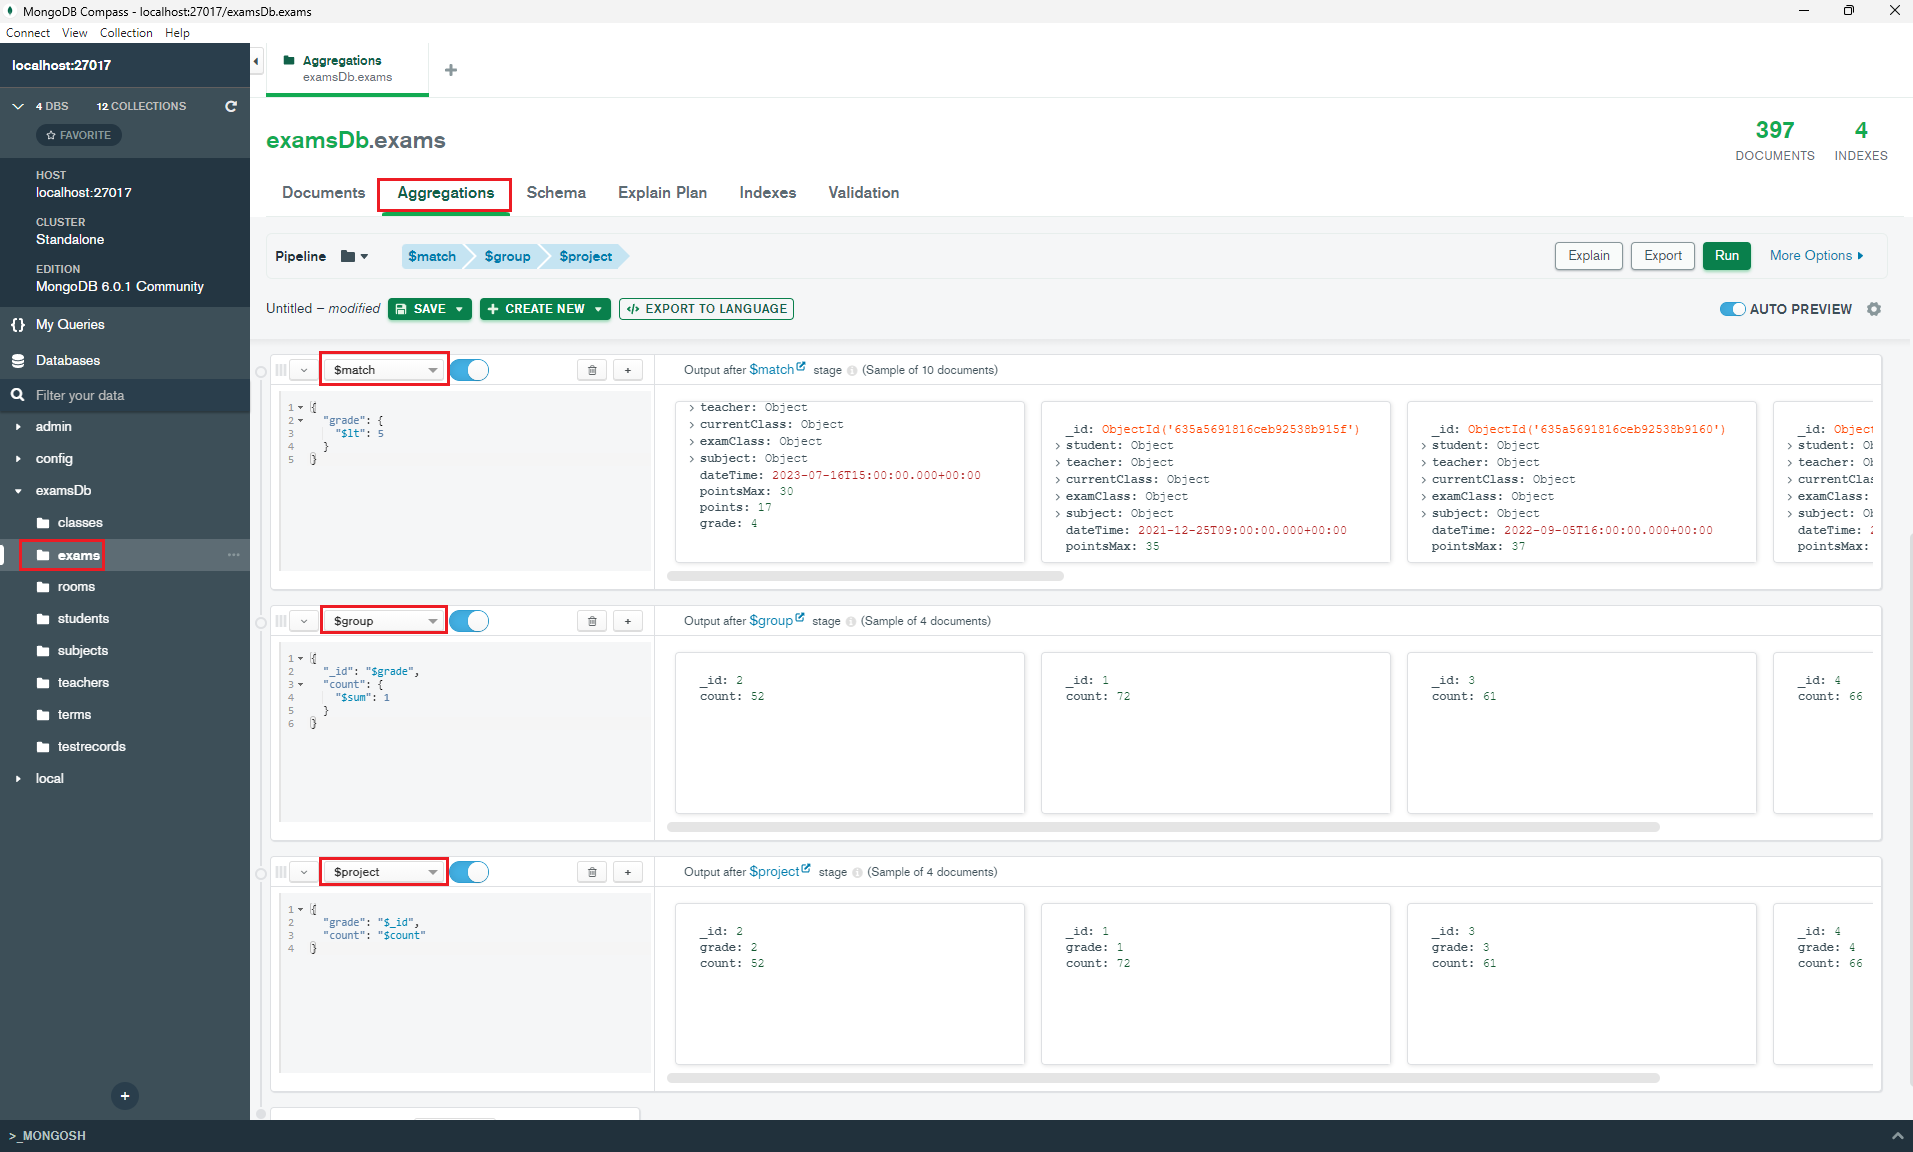 MongoDB Compass - localhost:27017/examsDb.exams
Connect View Collection Help
localhost:27017
4 DBS 12 COLLECTIONS
FAVORITE
HOST
localhost:27017
CLUSTER
Standalone
EDITION
MongoDB 6.0.1 Community
{} My Queries
Databases
Filter your data
admin
config
examsDb
classes
exams
rooms
students
subjects
teachers
terms
testrecords
local
Aggregations
examsDb.exams
examsDb.exams
397
DOCUMENTS
4
INDEXES
Documents Aggregations Schema Explain Plan Indexes Validation
Pipeline $match $group $project Explain Export Run More Options
Untitled – modified SAVE + CREATE NEW </> EXPORT TO LANGUAGE AUTO PREVIEW
$match
1 {
2 "grade": {
3 "$lt": 5
4 }
5 }
Output after $match stage (Sample of 10 documents)
> teacher: Object
> currentClass: Object
> examClass: Object
> subject: Object
dateTime: 2023-07-16T15:00:00.000+00:00
pointsMax: 30
points: 17
grade: 4
_id: ObjectId('635a5691816ceb92538b915f')
> student: Object
> teacher: Object
> currentClass: Object
> examClass: Object
> subject: Object
dateTime: 2021-12-25T09:00:00.000+00:00
pointsMax: 35
_id: ObjectId('635a5691816ceb92538b9160')
> student: Object
> teacher: Object
> currentClass: Object
> examClass: Object
> subject: Object
dateTime: 2022-09-05T16:00:00.000+00:00
pointsMax: 37
_id: Object
> student: Ob
> teacher: Ob
> currentClas
> examClass:
> subject: Ob
dateTime: 2
pointsMax:
$group
1 {
2 "_id": "$grade",
3 "count": {
4 "$sum": 1
5 }
6 }
Output after $group stage (Sample of 4 documents)
_id: 2
count: 52
_id: 1
count: 72
_id: 3
count: 61
_id: 4
count: 66
$project
1 {
2 "grade": "$_id",
3 "count": "$count"
4 }
Output after $project stage (Sample of 4 documents)
_id: 2
grade: 2
count: 52
_id: 1
grade: 1
count: 72
_id: 3
grade: 3
count: 61
_id: 4
grade: 4
count: 66
>_MONGOSH